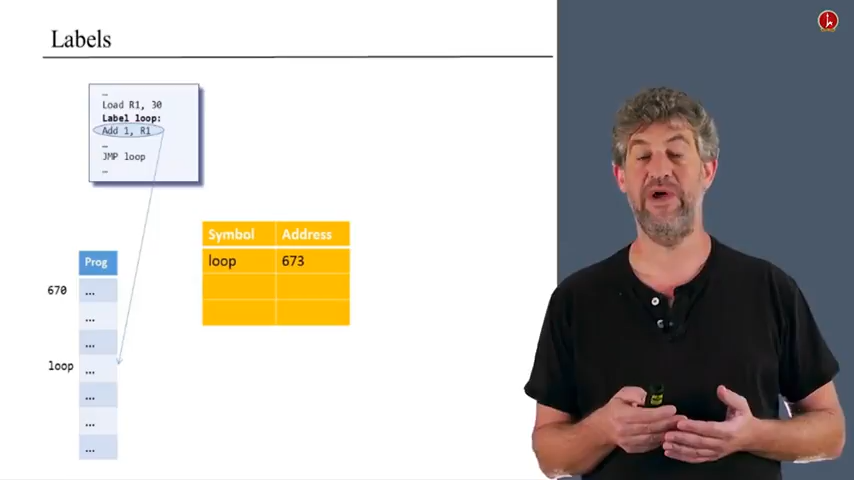 Labels
…
Load R1, 30
Label loop:
Add 1, R1
…
JMP loop
…
Symbol Address
loop 673
Prog
670 …
…
…
loop …
…
…
…